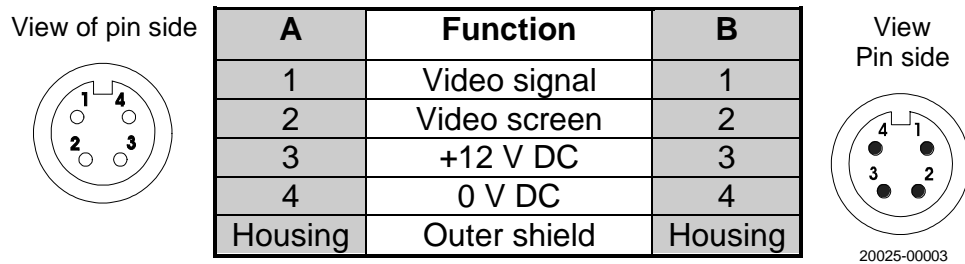 View of pin side
1 4
2 3
A Function B
1 Video signal 1
2 Video screen 2
3 +12 V DC 3
4 0 V DC 4
Housing Outer shield Housing
View
Pin side
4 1
3 2
20025-00003